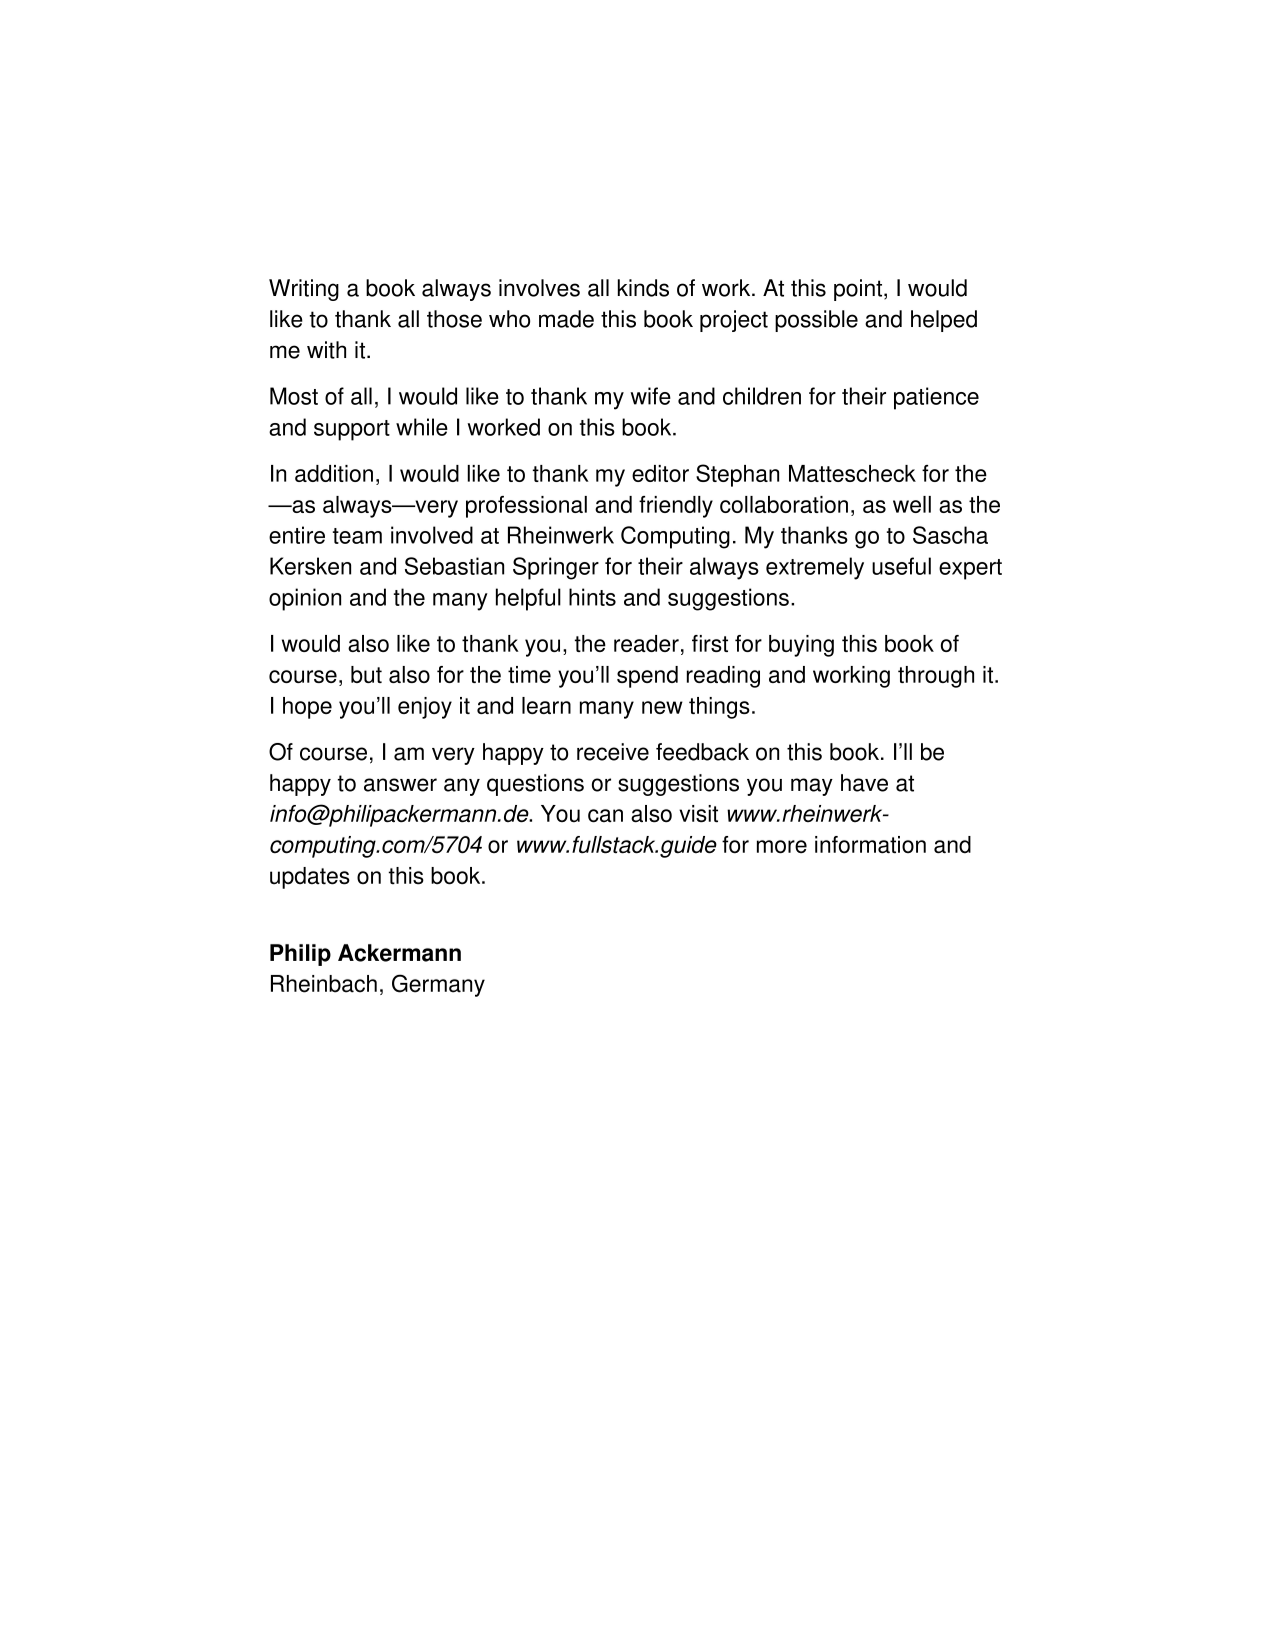 Writing a book always involves all kinds of work. At this point, I would
like to thank all those who made this book project possible and helped
me with it.
Most of all, I would like to thank my wife and children for their patience
and support while I worked on this book.
In addition, I would like to thank my editor Stephan Mattescheck for the
—as always—very professional and friendly collaboration, as well as the
entire team involved at Rheinwerk Computing. My thanks go to Sascha
Kersken and Sebastian Springer for their always extremely useful expert
opinion and the many helpful hints and suggestions.
I would also like to thank you, the reader, first for buying this book of
course, but also for the time you’ll spend reading and working through it.
I hope you’ll enjoy it and learn many new things.
Of course, I am very happy to receive feedback on this book. I’ll be
happy to answer any questions or suggestions you may have at
info@philipackermann.de. You can also visit www.rheinwerk-
computing.com/5704 or www.fullstack.guide for more information and
updates on this book.
Philip Ackermann
Rheinbach, Germany